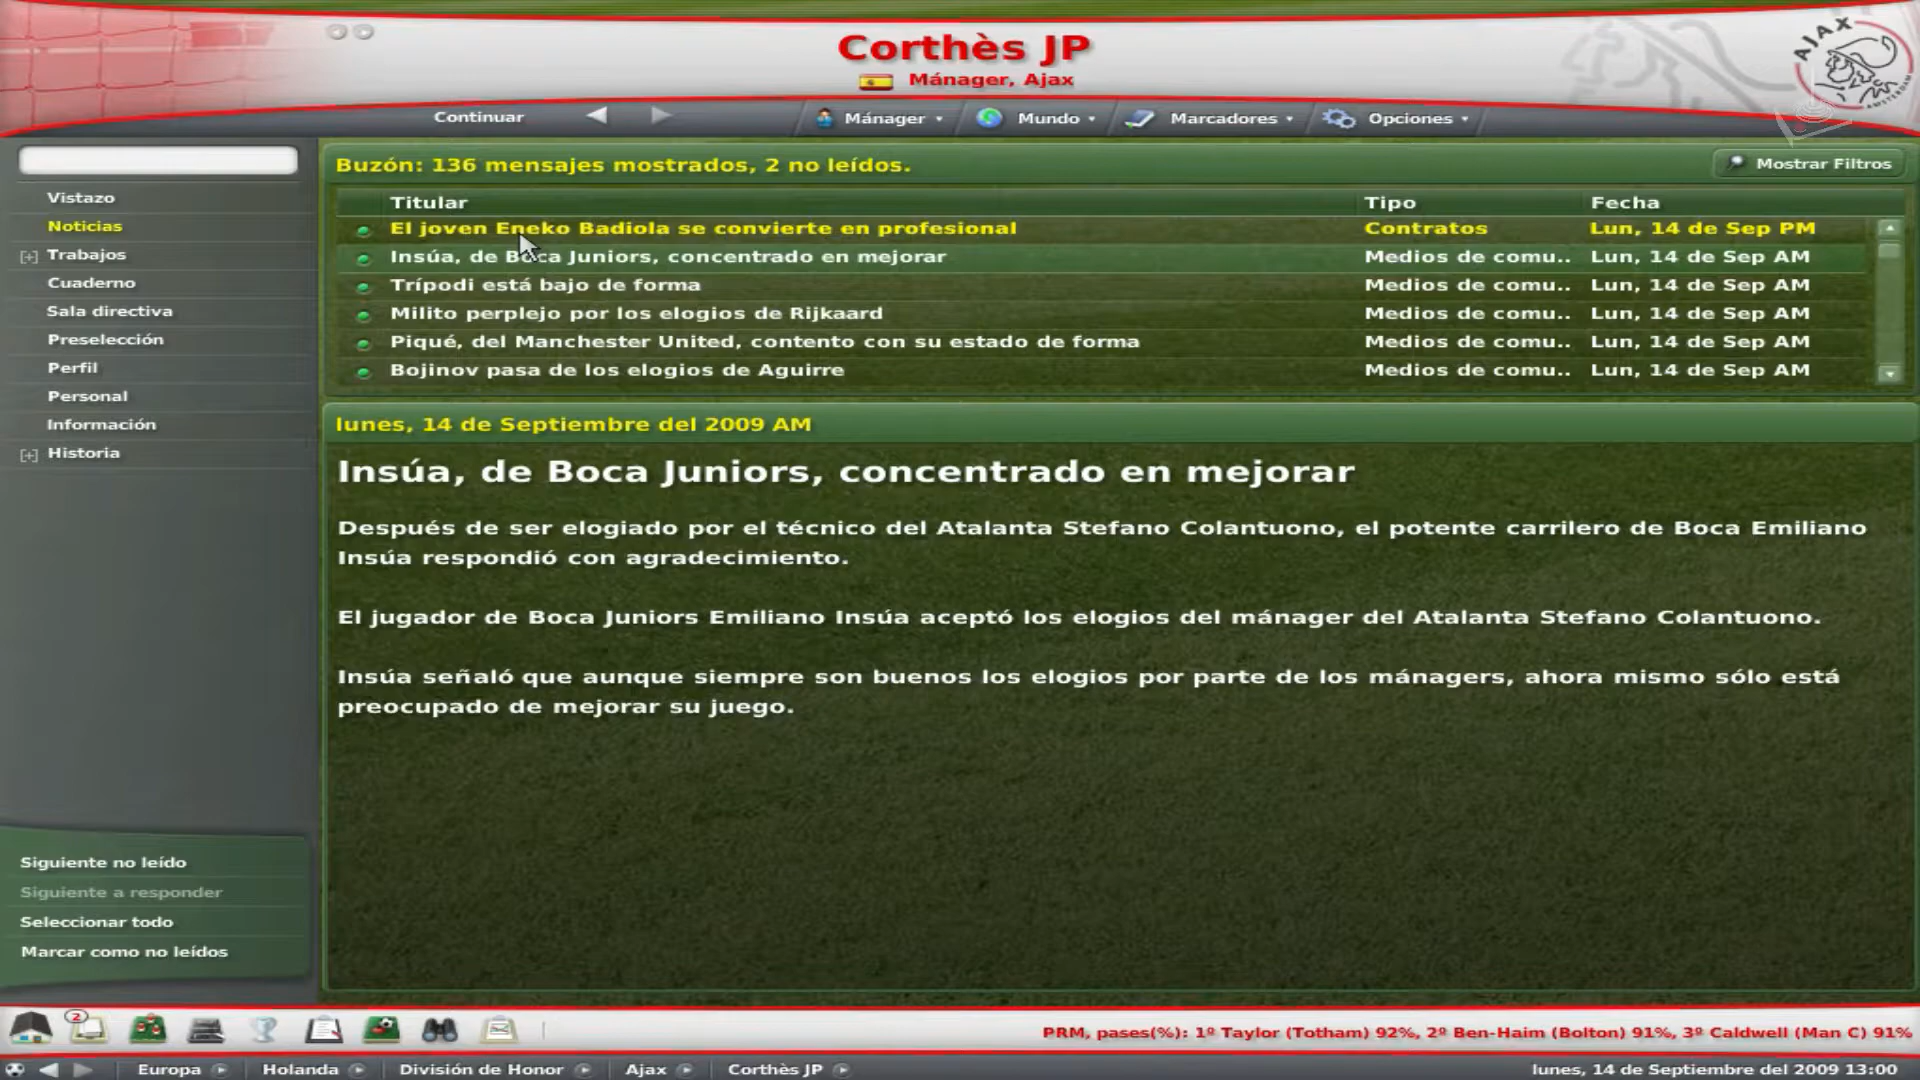 Corthès JP
Mánager, Ajax
AJAX
AMSTERDAM
Continuar
Mánager
Mundo
Marcadores
Opciones
Vistazo
Noticias
[+] Trabajos
Cuaderno
Sala directiva
Preselección
Perfil
Personal
Información
[+] Historia
Buzón: 136 mensajes mostrados, 2 no leídos.
Mostrar Filtros
Titular Tipo Fecha
El joven Eneko Badiola se convierte en profesional Contratos Lun, 14 de Sep PM
Insúa, de Boca Juniors, concentrado en mejorar Medios de comu.. Lun, 14 de Sep AM
Trípodi está bajo de forma Medios de comu.. Lun, 14 de Sep AM
Milito perplejo por los elogios de Rijkaard Medios de comu.. Lun, 14 de Sep AM
Piqué, del Manchester United, contento con su estado de forma Medios de comu.. Lun, 14 de Sep AM
Bojinov pasa de los elogios de Aguirre Medios de comu.. Lun, 14 de Sep AM
lunes, 14 de Septiembre del 2009 AM
Insúa, de Boca Juniors, concentrado en mejorar
Después de ser elogiado por el técnico del Atalanta Stefano Colantuono, el potente carrilero de Boca Emiliano
Insúa respondió con agradecimiento.
El jugador de Boca Juniors Emiliano Insúa aceptó los elogios del mánager del Atalanta Stefano Colantuono.
Insúa señaló que aunque siempre son buenos los elogios por parte de los mánagers, ahora mismo sólo está
preocupado de mejorar su juego.
Siguiente no leído
Siguiente a responder
Seleccionar todo
Marcar como no leídos
2
PRM, pases(%): 1º Taylor (Totham) 92%, 2º Ben-Haim (Bolton) 91%, 3º Caldwell (Man C) 91%
Europa Holanda División de Honor Ajax Corthès JP
lunes, 14 de Septiembre del 2009 13:00